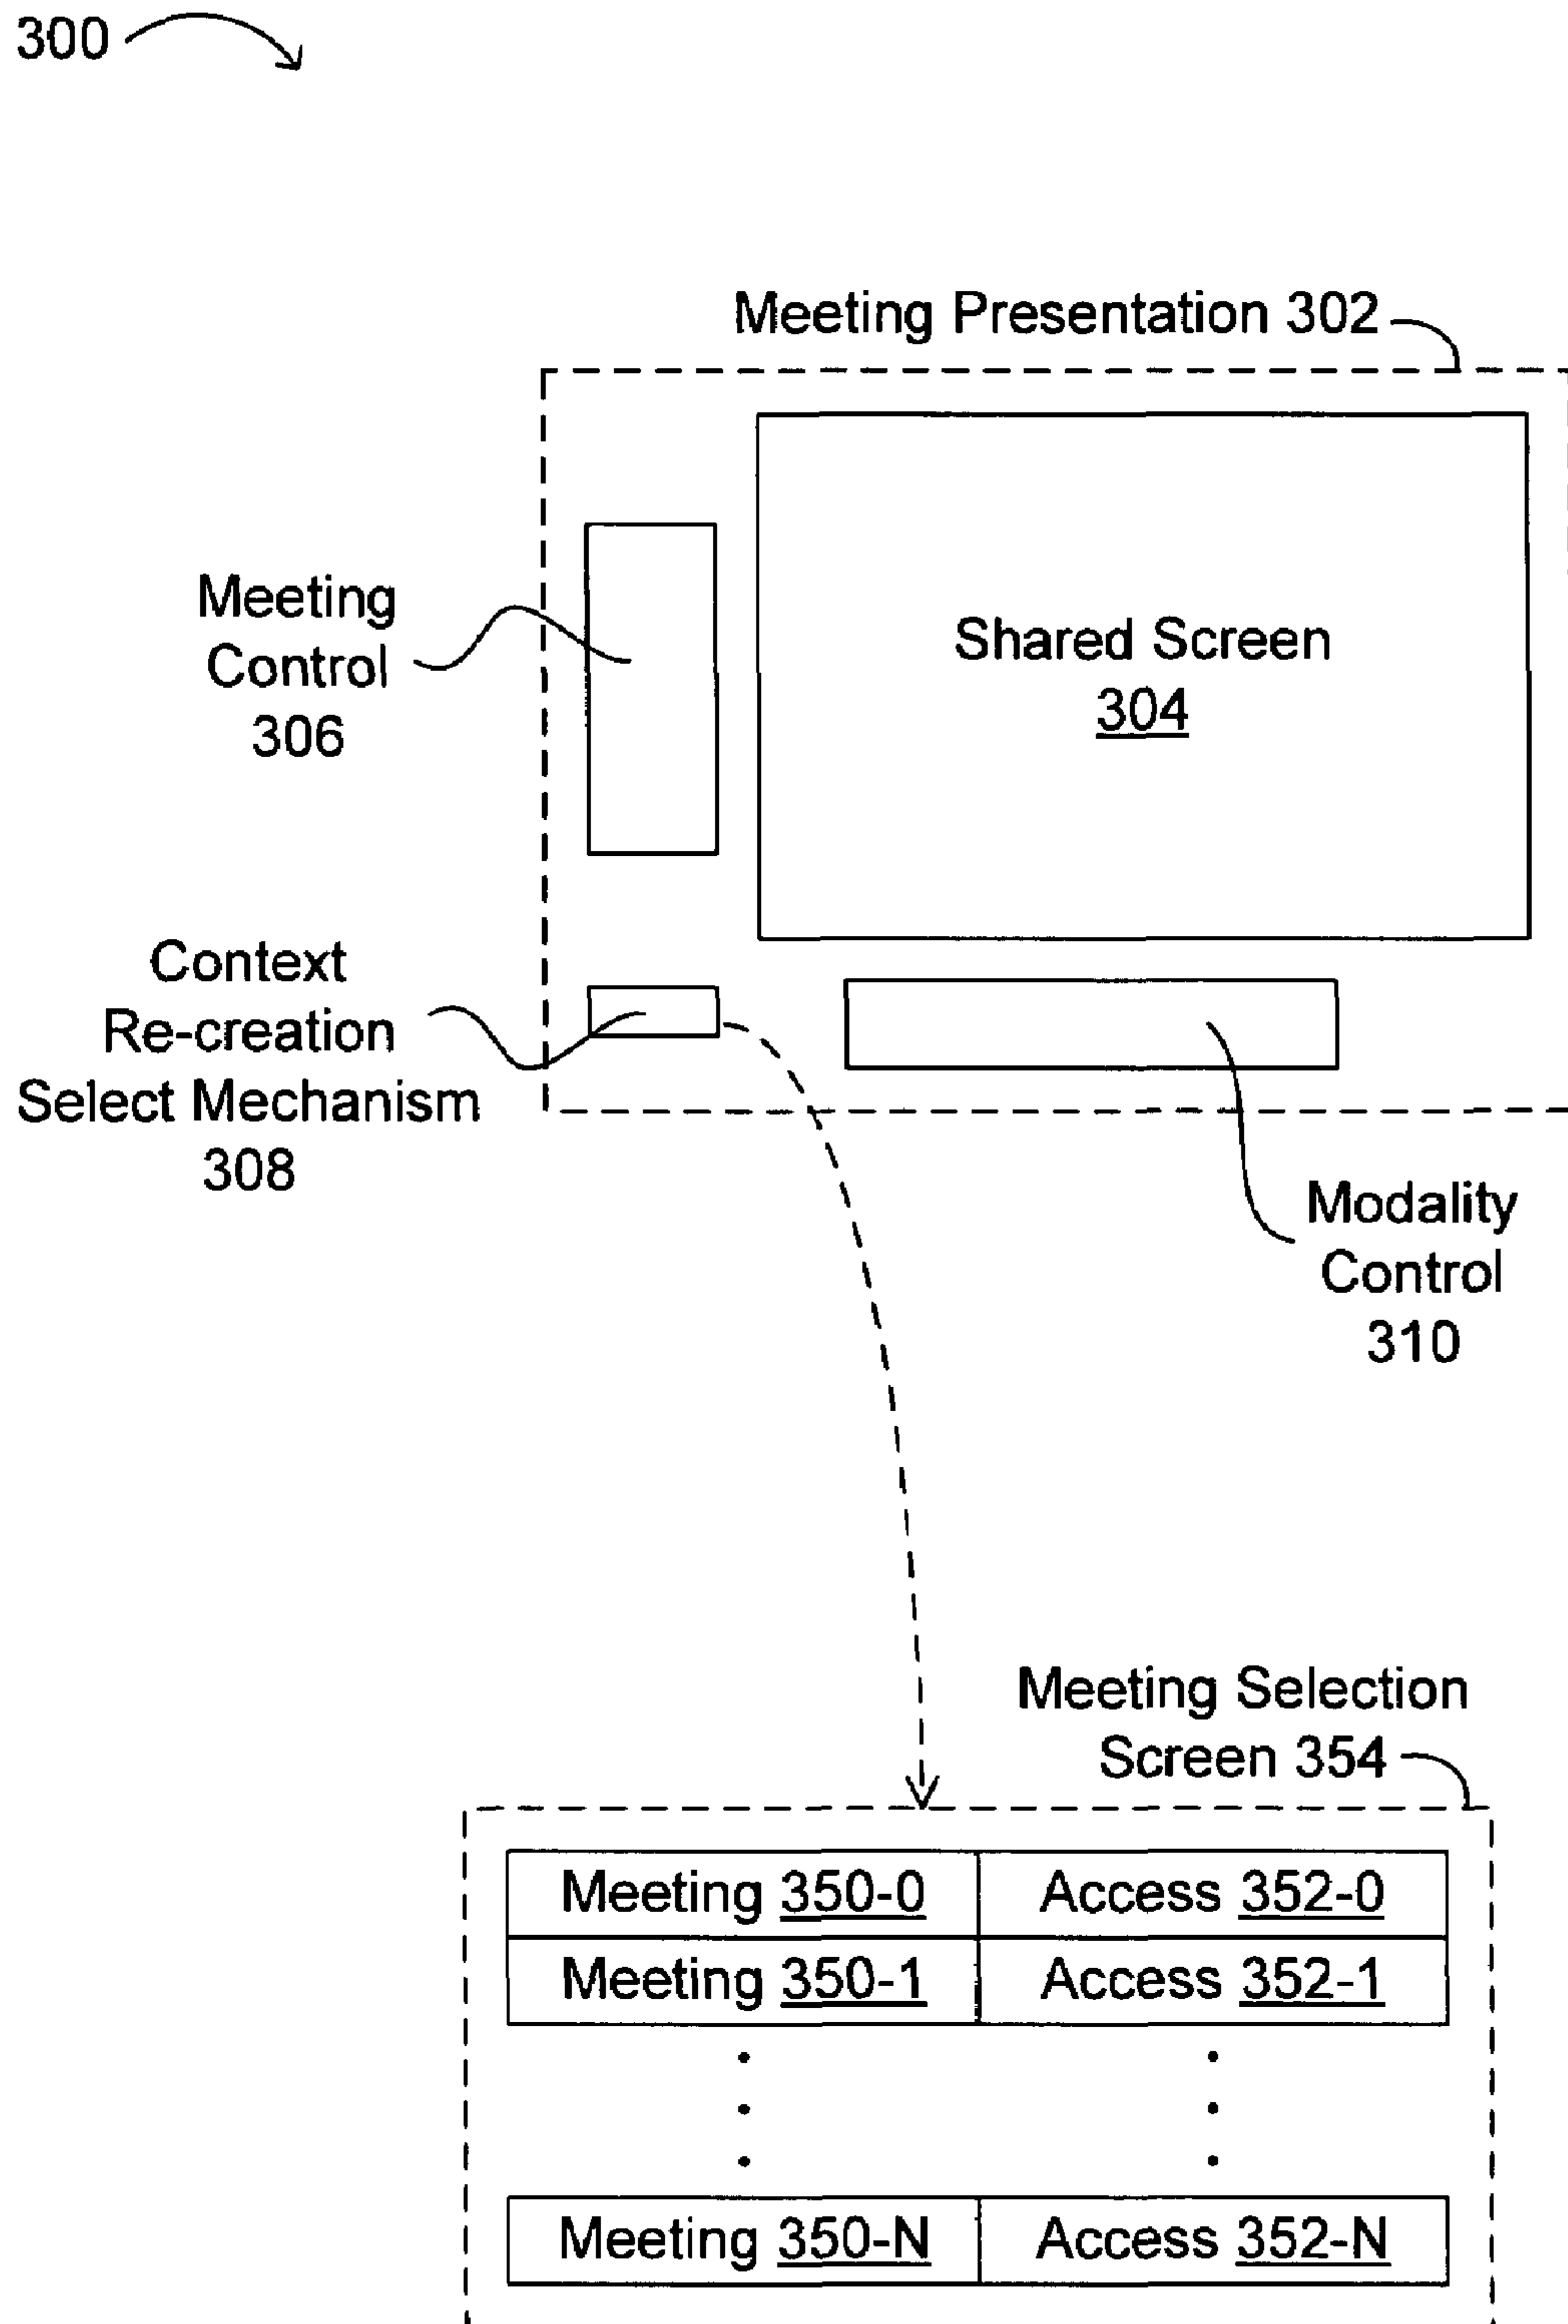 300
Meeting Presentation 302
Meeting
Control
306
Shared Screen
304
Context
Re-creation
Select Mechanism
308
Modality
Control
310
Meeting Selection
Screen 354
Meeting 350-0 Access 352-0
Meeting 350-1 Access 352-1
Meeting 350-N Access 352-N